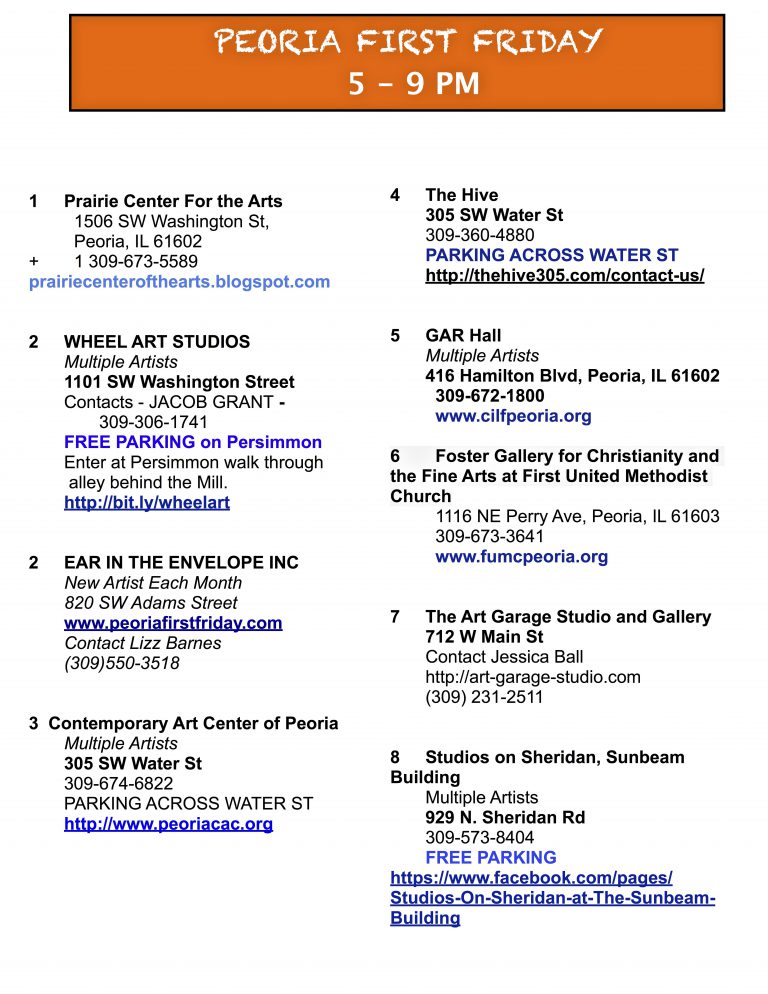 PEORIA FIRST FRIDAY
5 – 9 PM
1 Prairie Center For the Arts
1506 SW Washington St,
Peoria, IL 61602
+ 1 309-673-5589
prairiecenterofthearts.blogspot.com
2 WHEEL ART STUDIOS
Multiple Artists
1101 SW Washington Street
Contacts - JACOB GRANT -
309-306-1741
FREE PARKING on Persimmon
Enter at Persimmon walk through
alley behind the Mill.
http://bit.ly/wheelart
2 EAR IN THE ENVELOPE INC
New Artist Each Month
820 SW Adams Street
www.peoriafirstfriday.com
Contact Lizz Barnes
(309)550-3518
3 Contemporary Art Center of Peoria
Multiple Artists
305 SW Water St
309-674-6822
PARKING ACROSS WATER ST
http://www.peoriacac.org
4 The Hive
305 SW Water St
309-360-4880
PARKING ACROSS WATER ST
http://thehive305.com/contact-us/
5 GAR Hall
Multiple Artists
416 Hamilton Blvd, Peoria, IL 61602
309-672-1800
www.cilfpeoria.org
6 Foster Gallery for Christianity and
the Fine Arts at First United Methodist
Church
1116 NE Perry Ave, Peoria, IL 61603
309-673-3641
www.fumcpeoria.org
7 The Art Garage Studio and Gallery
712 W Main St
Contact Jessica Ball
http://art-garage-studio.com
(309) 231-2511
8 Studios on Sheridan, Sunbeam
Building
Multiple Artists
929 N. Sheridan Rd
309-573-8404
FREE PARKING
https://www.facebook.com/pages/
Studios-On-Sheridan-at-The-Sunbeam-
Building